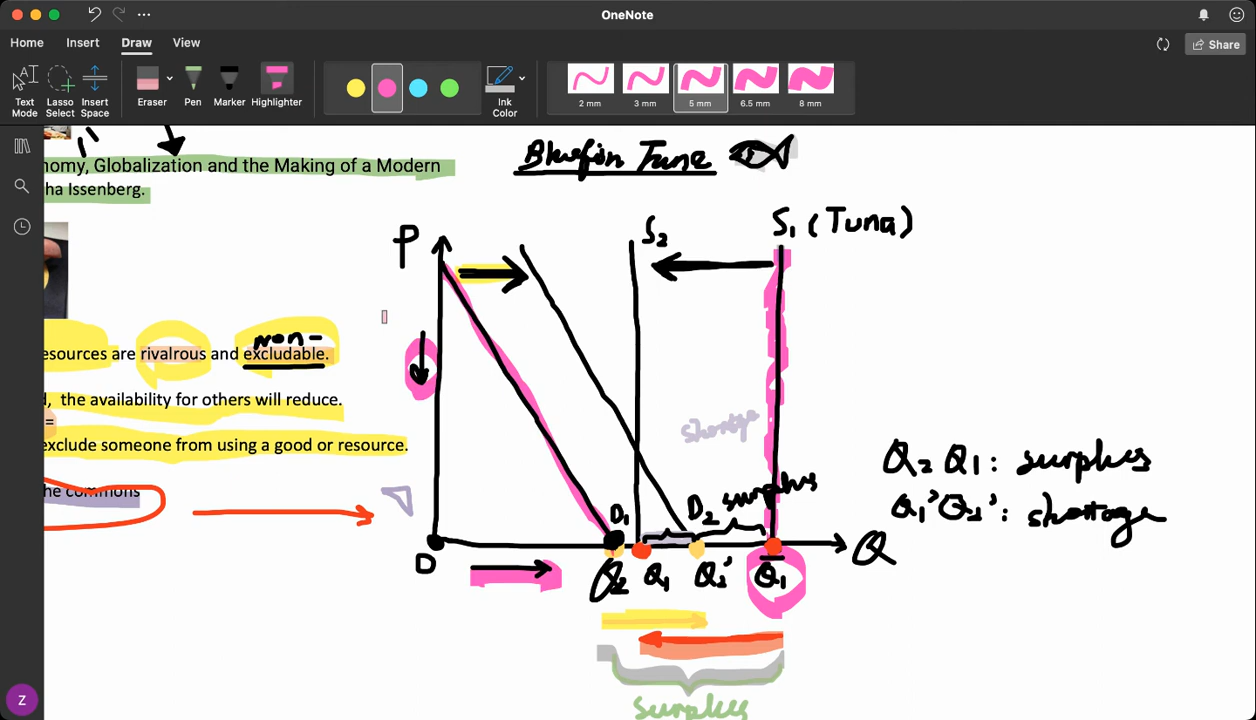 OneNote
Home Insert Draw View
Share
Text Mode
Lasso Select
Insert Space
Eraser
Pen
Marker
Highlighter
Ink Color
2 mm
3 mm
5 mm
6.5 mm
8 mm
nomy, Globalization and the Making of a Modern
ha Issenberg.
Bluefin Tuna
P
S2
S1 (Tuna)
non-
esources are rivalrous and excludable.
, the availability for others will reduce.
=
exclude someone from using a good or resource.
he commons
shortage
surplus
D1
D2
Q2 Q1: surplus
Q1'Q2': shortage
Q
Q2 Q1 Q2' Q1
surplus
Z